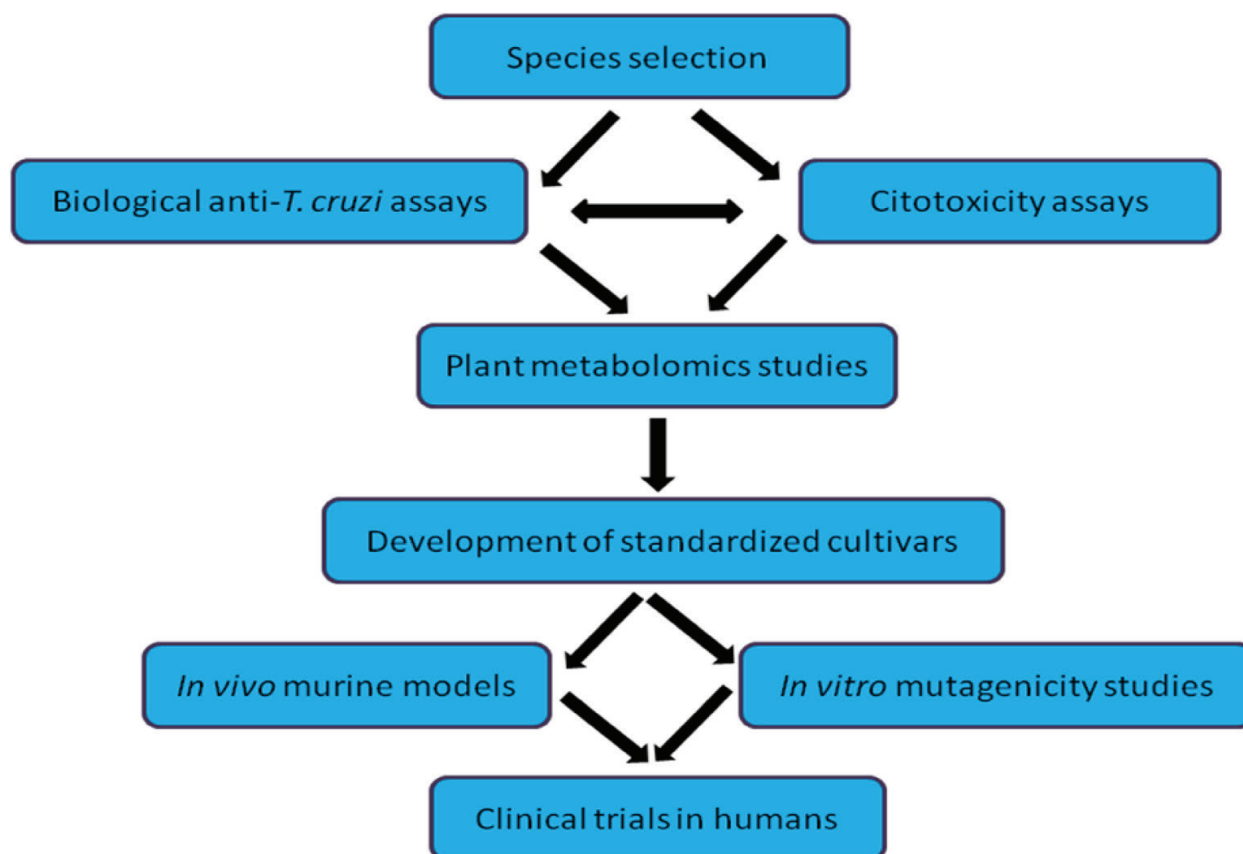 Species selection
Biological anti-T. cruzi assays
Citotoxicity assays
Plant metabolomics studies
Development of standardized cultivars
In vivo murine models
In vitro mutagenicity studies
Clinical trials in humans